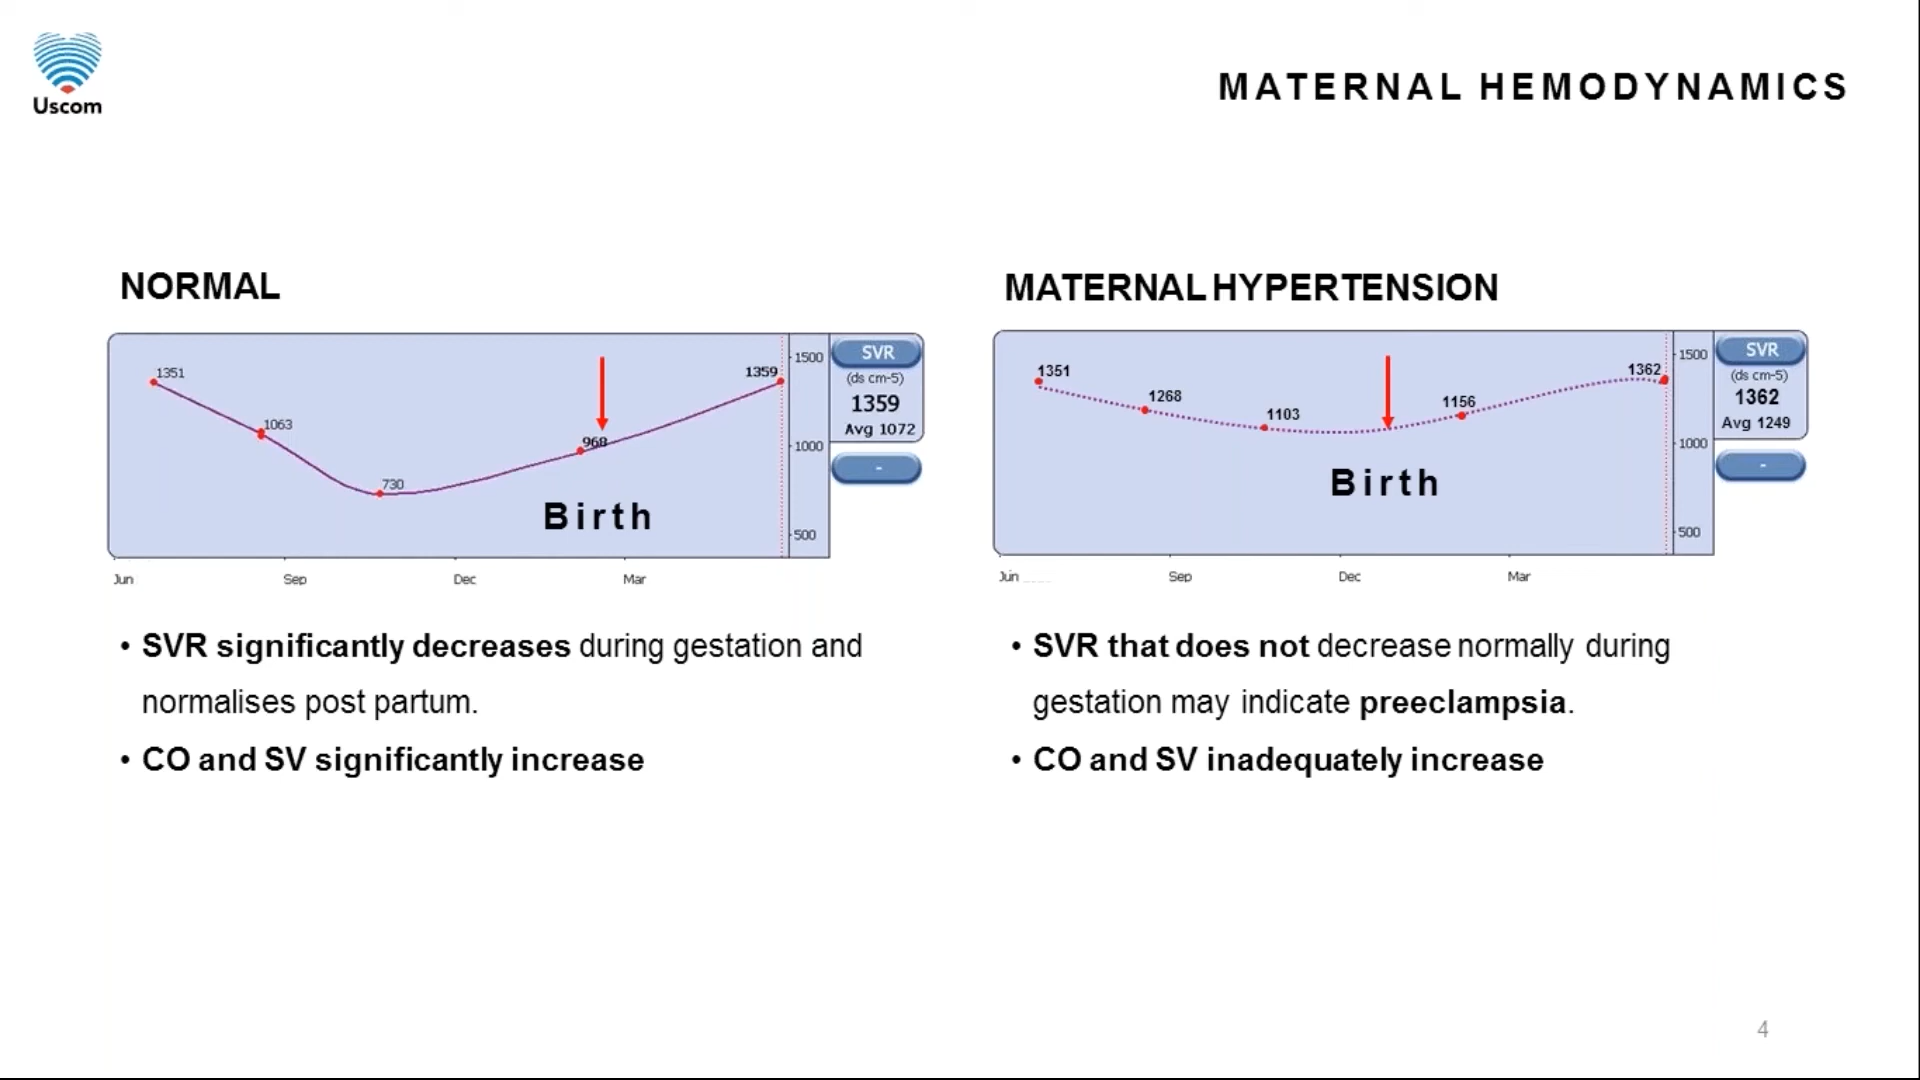 Uscom
MATERNAL HEMODYNAMICS
NORMAL
1351
1063
730
968
1359
Birth
1500
1000
500
SVR
(ds cm-5)
1359
Avg 1072
-
Jun
Sep
Dec
Mar
• SVR significantly decreases during gestation and
normalises post partum.
• CO and SV significantly increase
MATERNAL HYPERTENSION
1351
1268
1103
1156
1362
Birth
1500
1000
500
SVR
(ds cm-5)
1362
Avg 1249
-
Jun
Sep
Dec
Mar
• SVR that does not decrease normally during
gestation may indicate preeclampsia.
• CO and SV inadequately increase
4